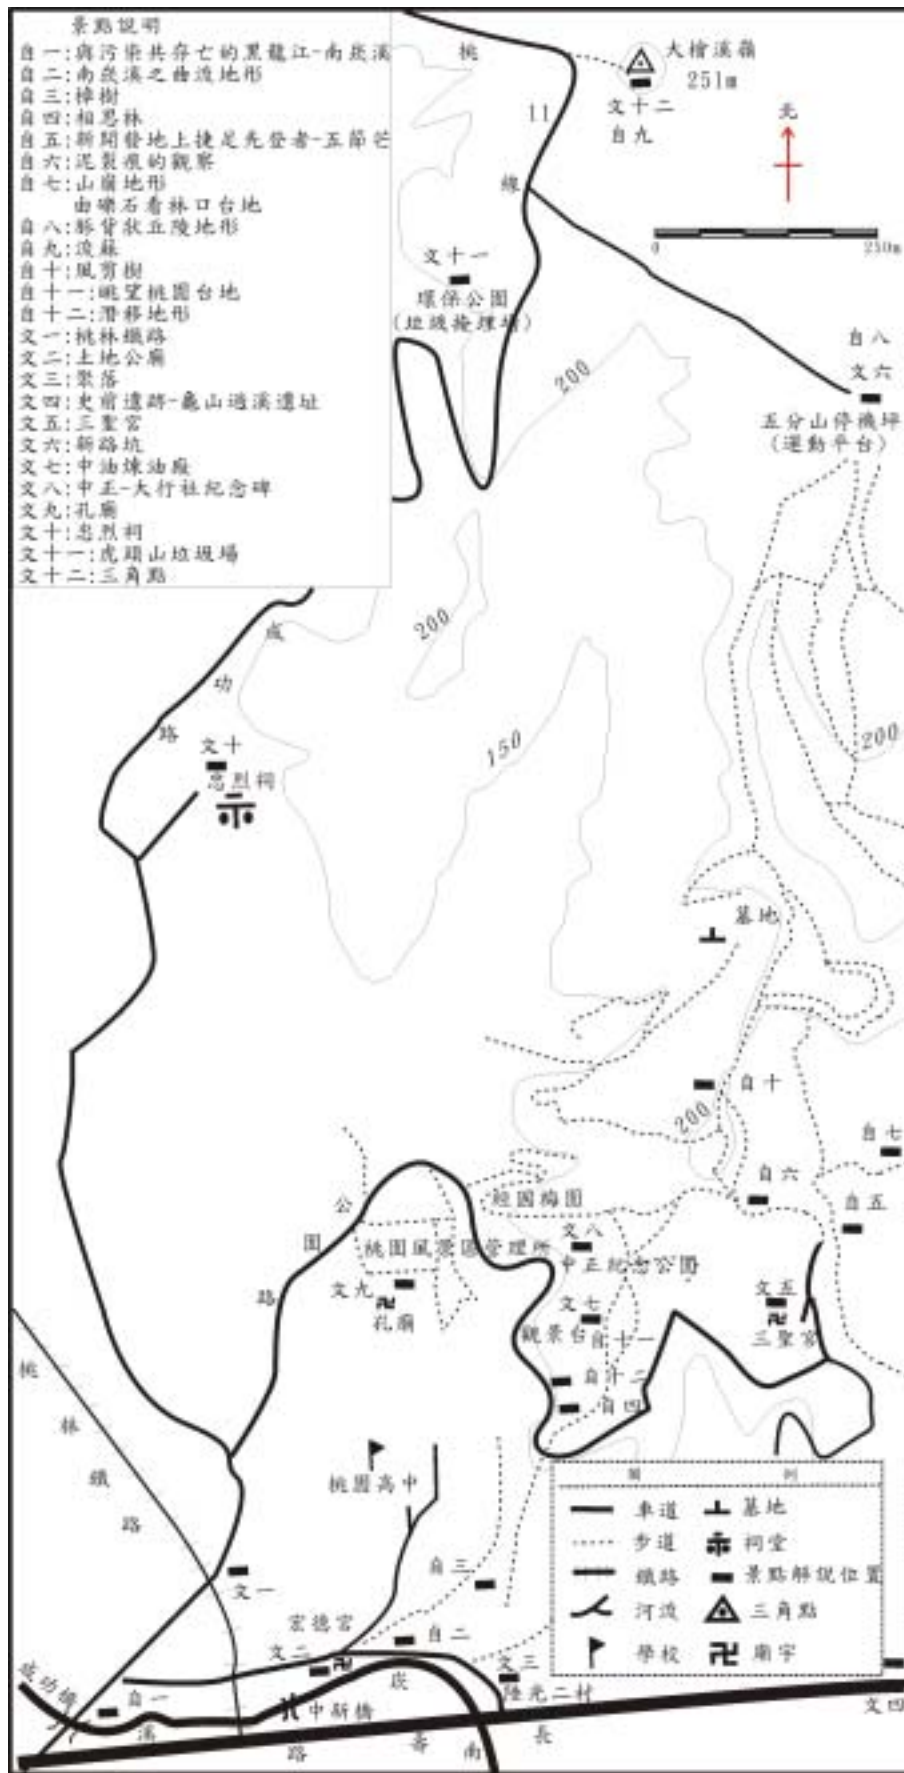 景點說明
自一:與污染共存亡的黑龍江-南崁溪
自二:南崁溪之曲流地形
自三:樟樹
自四:相思林
自五:新開發地上捷足先登者-五節芒
自六:泥裂痕的觀察
自七:山崩地形
由礫石看林口台地
自八:豚背狀丘陵地形
自九:流蘇
自十:風剪樹
自十一:眺望桃園台地
自十二:潛移地形
文一:桃林鐵路
文二:土地公廟
文三:聚落
文四:史前遺跡-龜山過溪遺址
文五:三聖宮
文六:新路坑
文七:中油煉油廠
文八:中正-大行社紀念碑
文九:孔廟
文十:忠烈祠
文十一:虎頭山垃圾場
文十二:三角點
桃
11
線
大檜溪嶺
251m
文十二
自九
北
0
250m
文十一
環保公園
(垃圾掩埋場)
200
自八
文六
五分山停機坪
(運動平台)
200
成
功
路
文十
忠烈祠
150
200
墓地
自十
200
自七
自六
自五
公
園
路
經國梅園
桃園風景區管理所
文八
中正紀念公園
文九
孔廟
文七
觀景台
自十一
文五
三聖宮
自十二
自四
桃
林
鐵
路
桃園高中
圖
例
車道
墓地
步道
祠堂
鐵路
景點解說位置
河流
三角點
學校
廟宇
文一
自三
宏德宮
文二
自二
文三
陸光二村
文四
成功橋
自一
溪
中斯橋
崁
路
壽
南
長